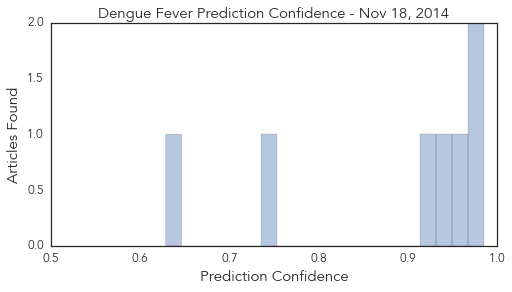 Dengue Fever Prediction Confidence - Nov 18, 2014
2.0
1.5
1.0
0.5
0.0
Articles Found
0.5 0.6 0.7 0.8 0.9 1.0
Prediction Confidence